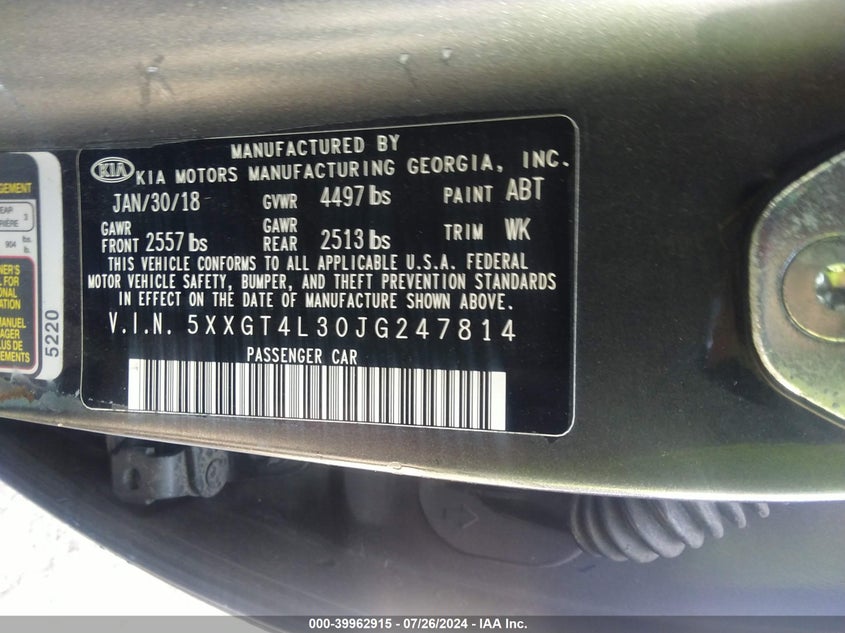 MANUFACTURED BY
KIA KIA MOTORS MANUFACTURING GEORGIA, INC.
JAN/30/18 GVWR 4497 lbs PAINT ABT
GAWR FRONT 2557 lbs GAWR REAR 2513 lbs TRIM WK
THIS VEHICLE CONFORMS TO ALL APPLICABLE U.S.A. FEDERAL
MOTOR VEHICLE SAFETY, BUMPER, AND THEFT PREVENTION STANDARDS
IN EFFECT ON THE DATE OF MANUFACTURE SHOWN ABOVE.
V.I.N. 5XXGT4L30JG247814
PASSENGER CAR
3
904
lbs.
5220
000-39962915 - 07/26/2024 - IAA Inc.